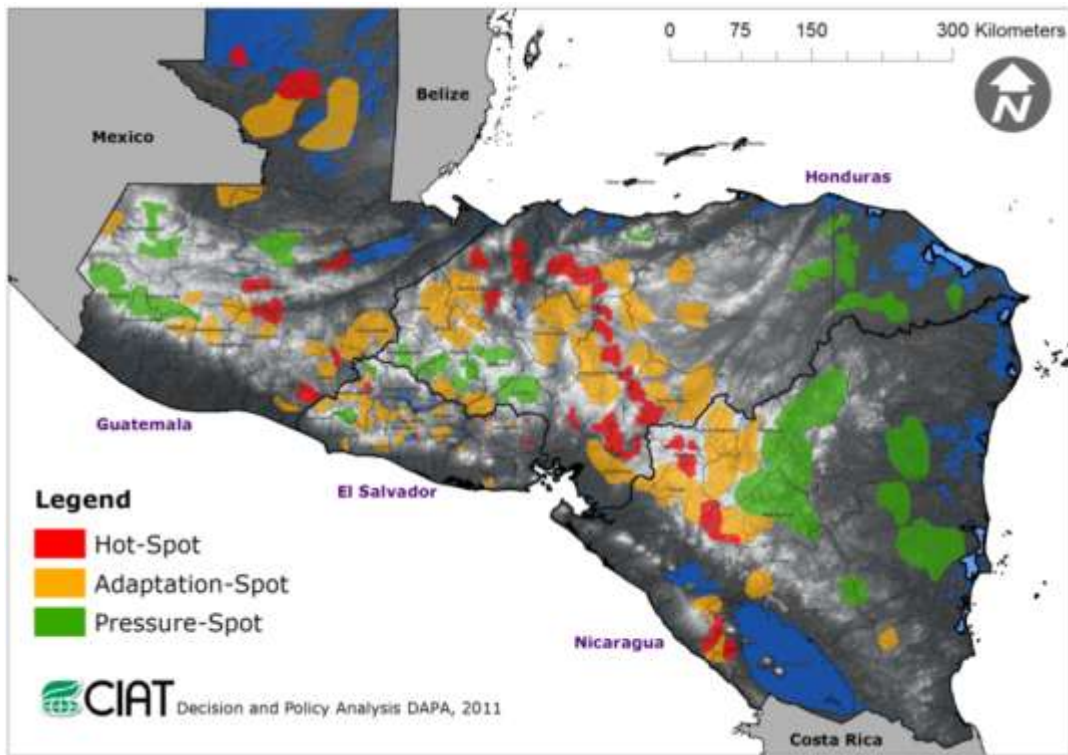 0 75 150 300 Kilometers
N
Belize
Mexico
Honduras
Guatemala
El Salvador
Legend
Hot-Spot
Adaptation-Spot
Pressure-Spot
Nicaragua
CIAT Decision and Policy Analysis DAPA, 2011
Costa Rica